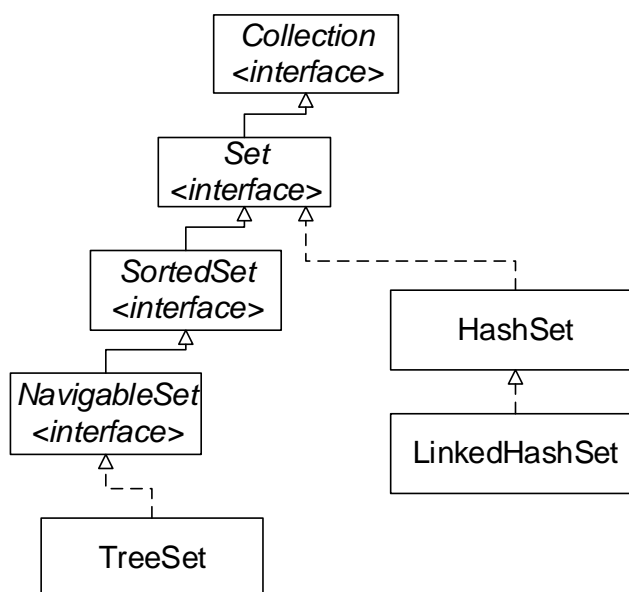 Collection
<interface>
Set
<interface>
SortedSet
<interface>
HashSet
NavigableSet
<interface>
LinkedHashSet
TreeSet